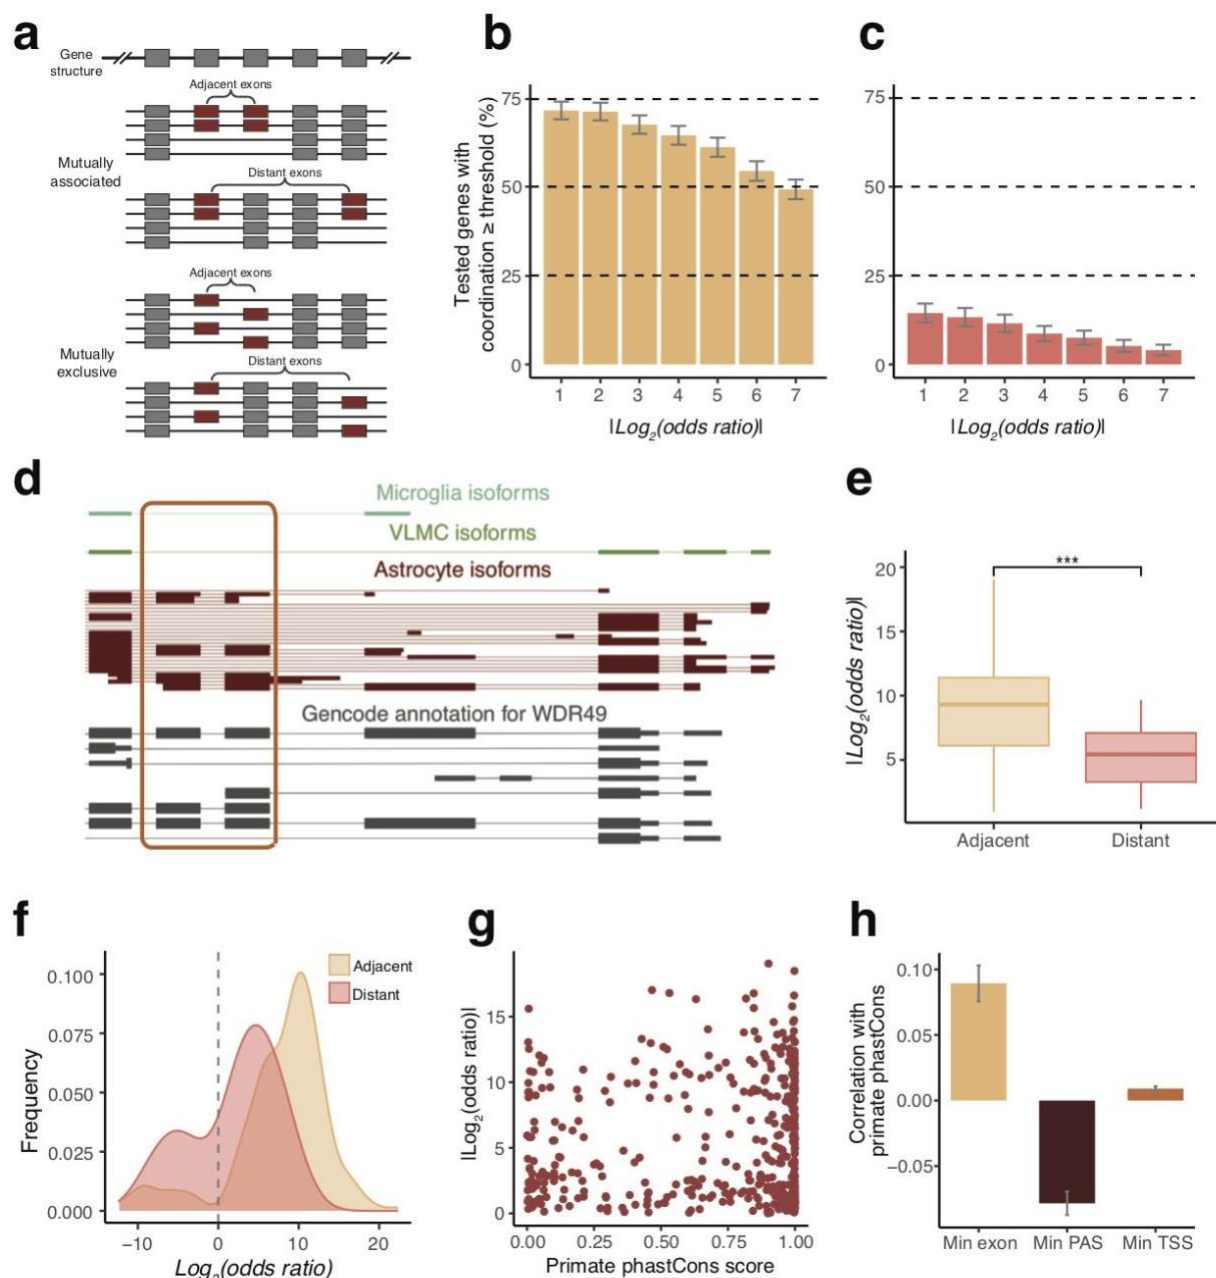 a
Gene
structure
Adjacent exons
Mutually
associated
Distant exons
Adjacent exons
Mutually
exclusive
Distant exons
b
Tested genes with
coordination ≥ threshold (%)
75
50
25
0
1 2 3 4 5 6 7
|Log2(odds ratio)|
c
75
50
25
0
1 2 3 4 5 6 7
|Log2(odds ratio)|
d
Microglia isoforms
VLMC isoforms
Astrocyte isoforms
Gencode annotation for WDR49
e
|Log2(odds ratio)|
20
15
10
5
***
Adjacent Distant
f
Frequency
0.100
0.075
0.050
0.025
0.000
Adjacent
Distant
−10 0 10 20
Log2(odds ratio)
g
|Log2(odds ratio)|
15
10
5
0
0.00 0.25 0.50 0.75 1.00
Primate phastCons score
h
Correlation with
primate phastCons
0.10
0.05
0.00
−0.05
Min exon Min PAS Min TSS